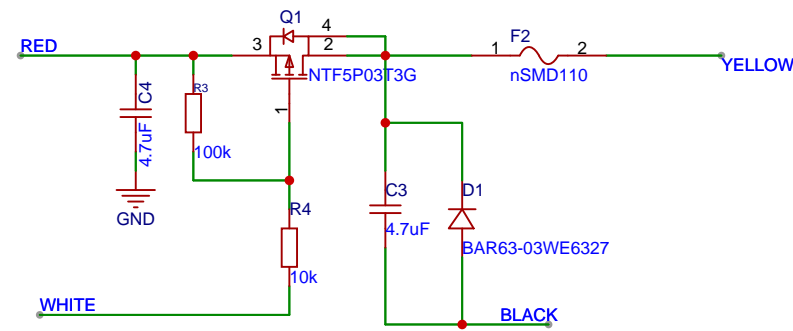 Q1
RED
3
4
2
NTF5P03T3G
1
F2
1
2
nSMD110
YELLOW
C4
4.7uF
R3
100k
GND
R4
10k
C3
4.7uF
D1
BAR63-03WE6327
WHITE
BLACK